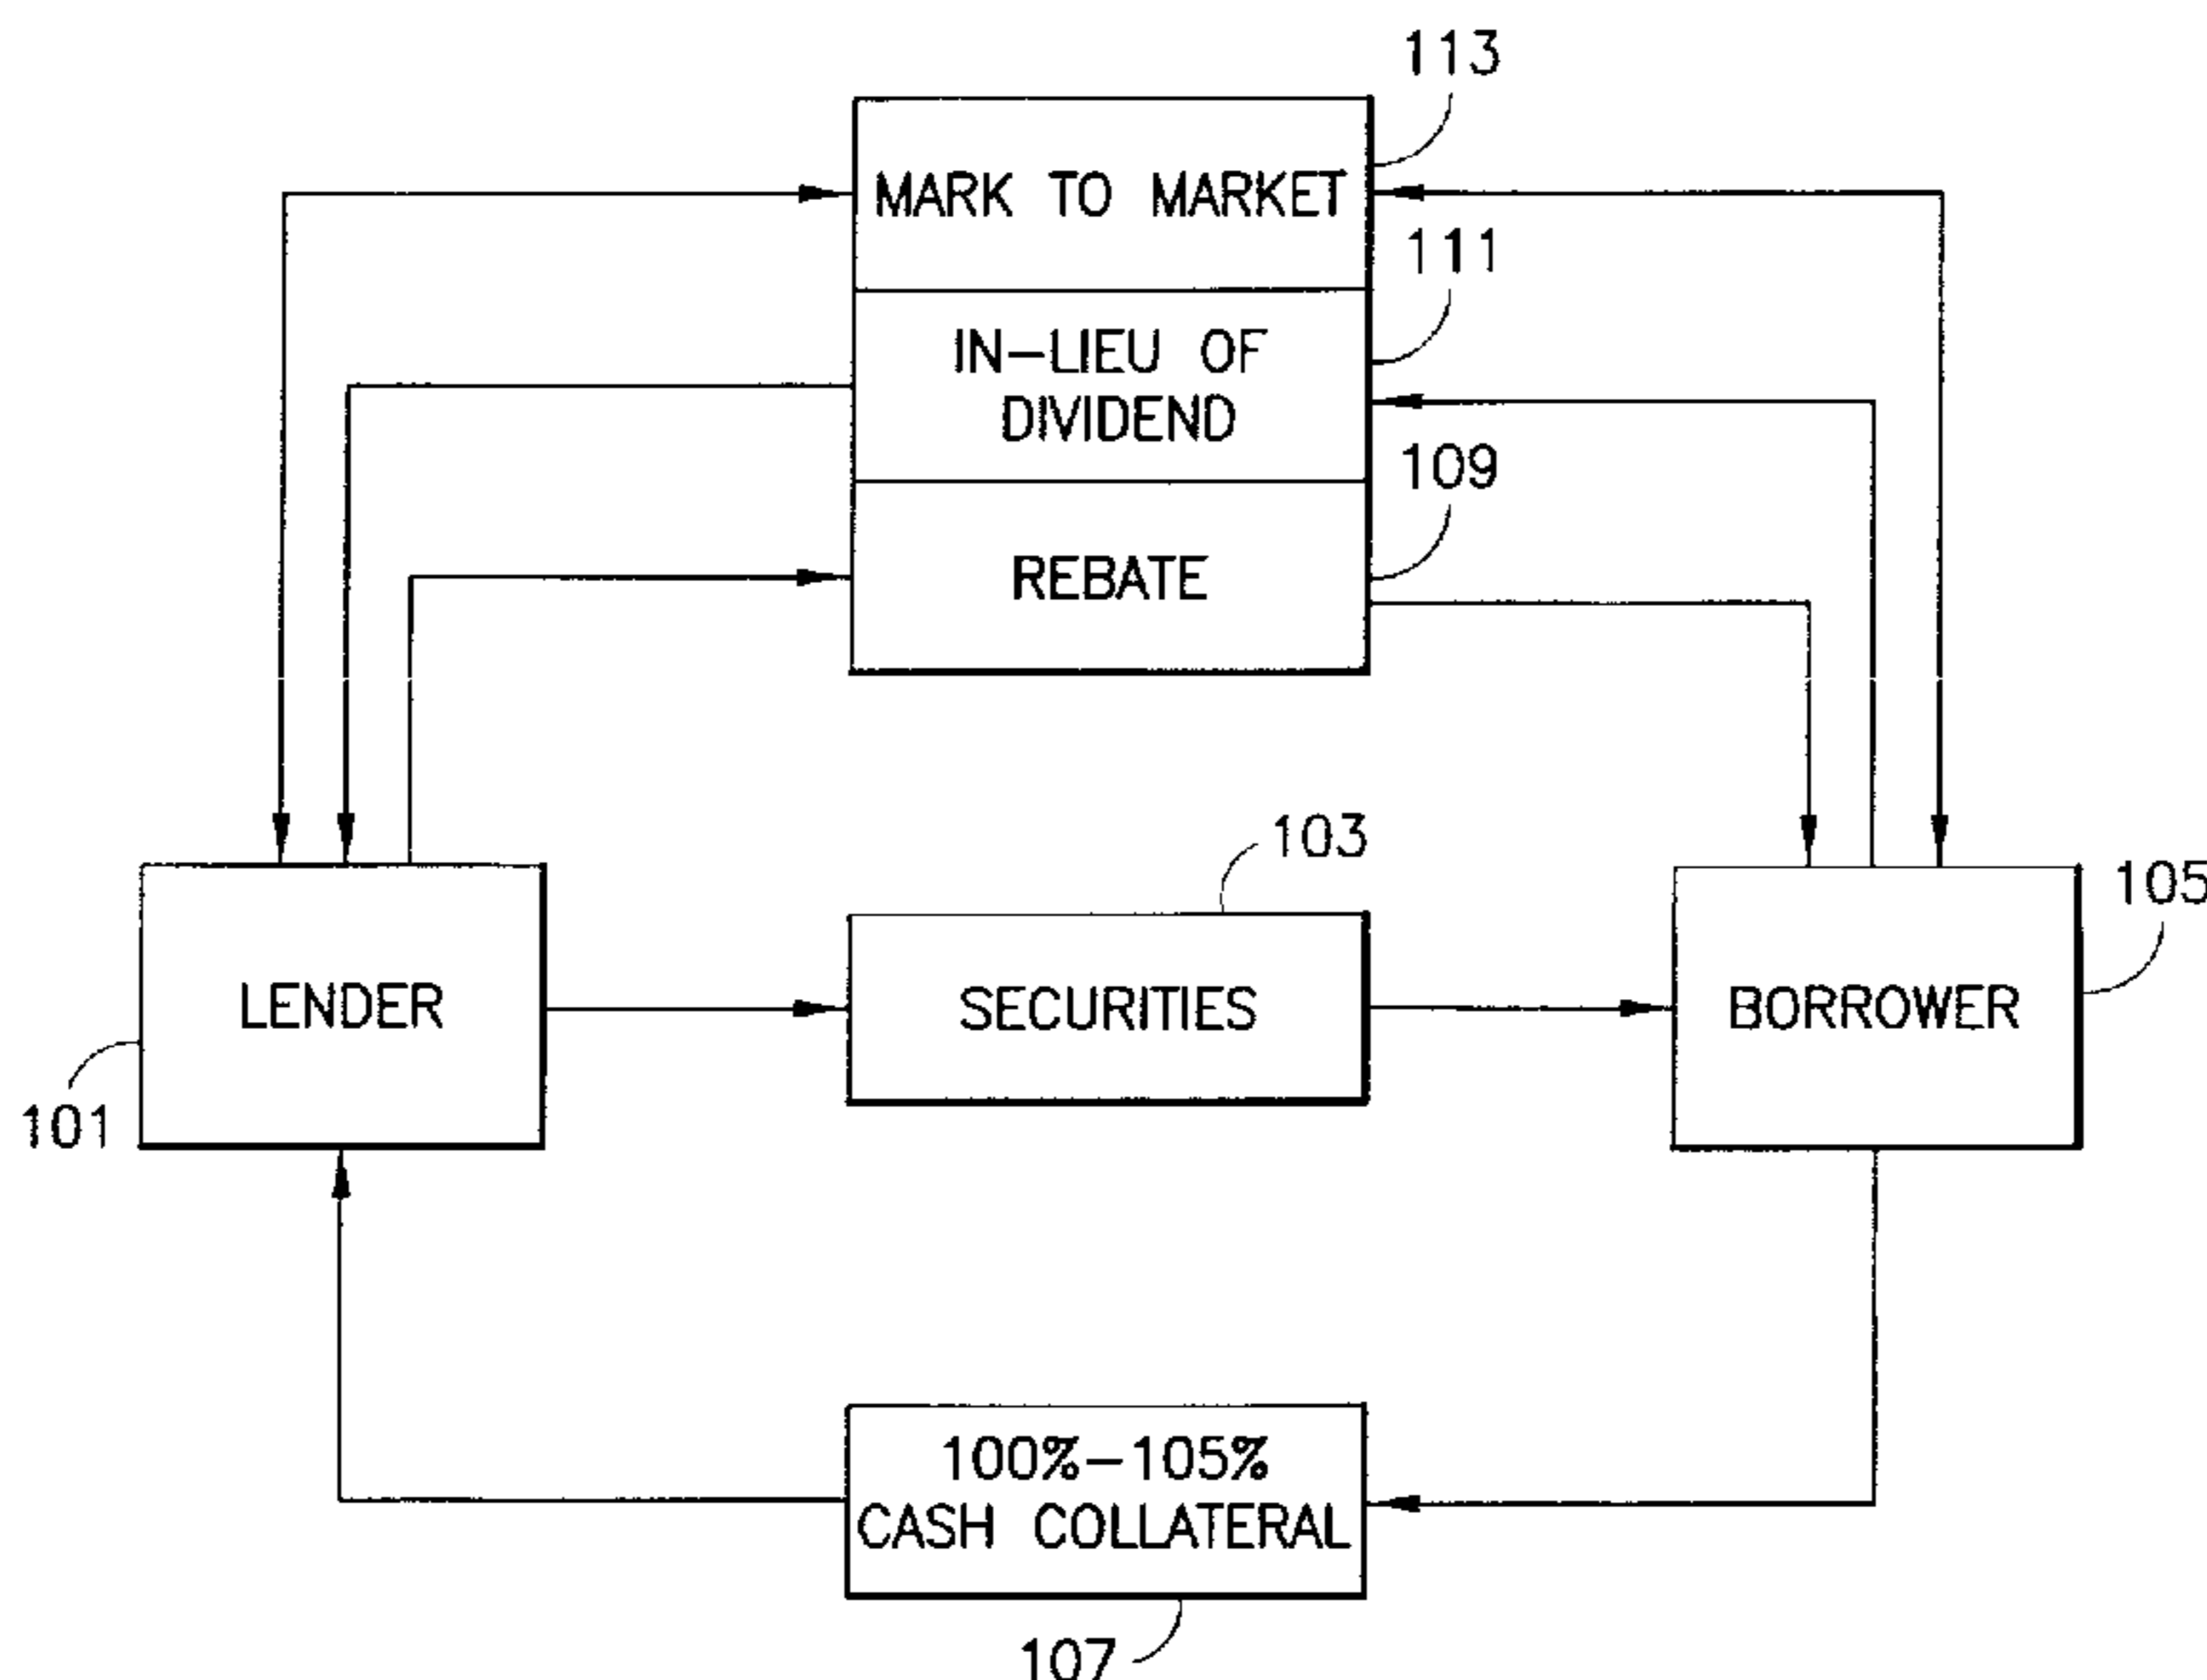 113
MARK TO MARKET
111
IN-LIEU OF
DIVIDEND
109
REBATE
103
105
LENDER
SECURITIES
BORROWER
101
100%-105%
CASH COLLATERAL
107